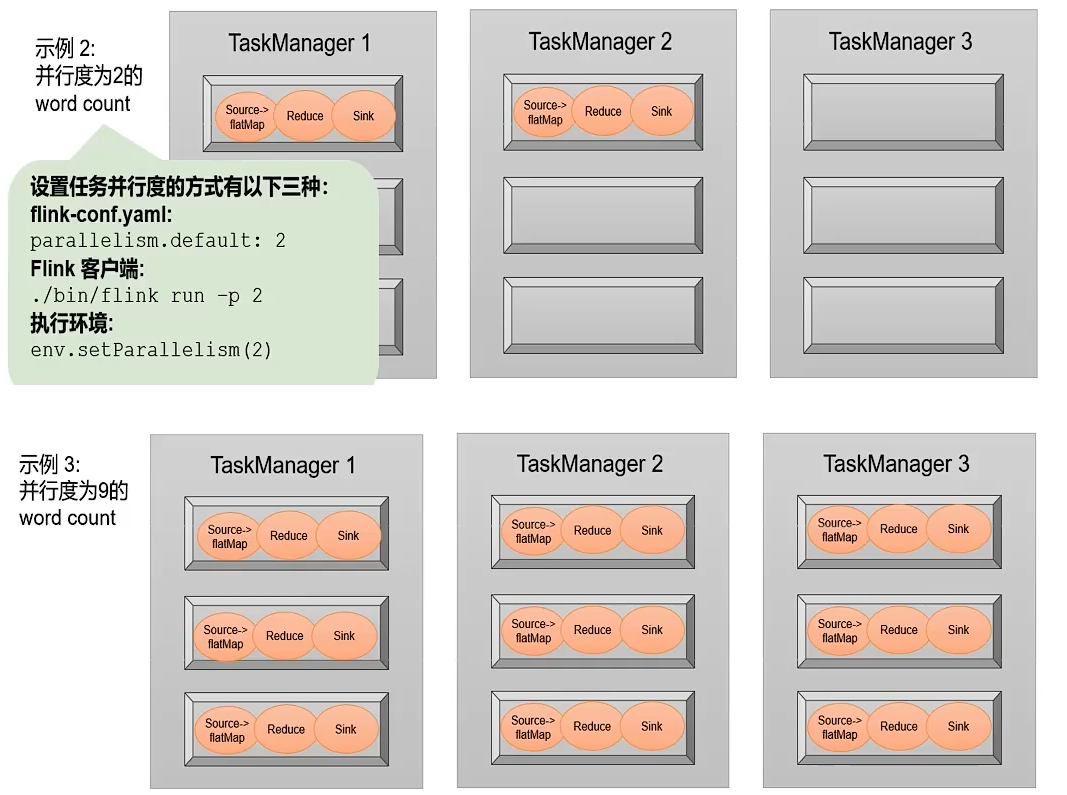 示例 2:
并行度为2的
word count
TaskManager 1
Source->
flatMap
Reduce
Sink
TaskManager 2
Source->
flatMap
Reduce
Sink
TaskManager 3
设置任务并行度的方式有以下三种：
flink-conf.yaml:
parallelism.default: 2
Flink 客户端:
./bin/flink run -p 2
执行环境:
env.setParallelism(2)
示例 3:
并行度为9的
word count
TaskManager 1
Source->
flatMap
Reduce
Sink
Source->
flatMap
Reduce
Sink
Source->
flatMap
Reduce
Sink
TaskManager 2
Source->
flatMap
Reduce
Sink
Source->
flatMap
Reduce
Sink
Source->
flatMap
Reduce
Sink
TaskManager 3
Source->
flatMap
Reduce
Sink
Source->
flatMap
Reduce
Sink
Source->
flatMap
Reduce
Sink